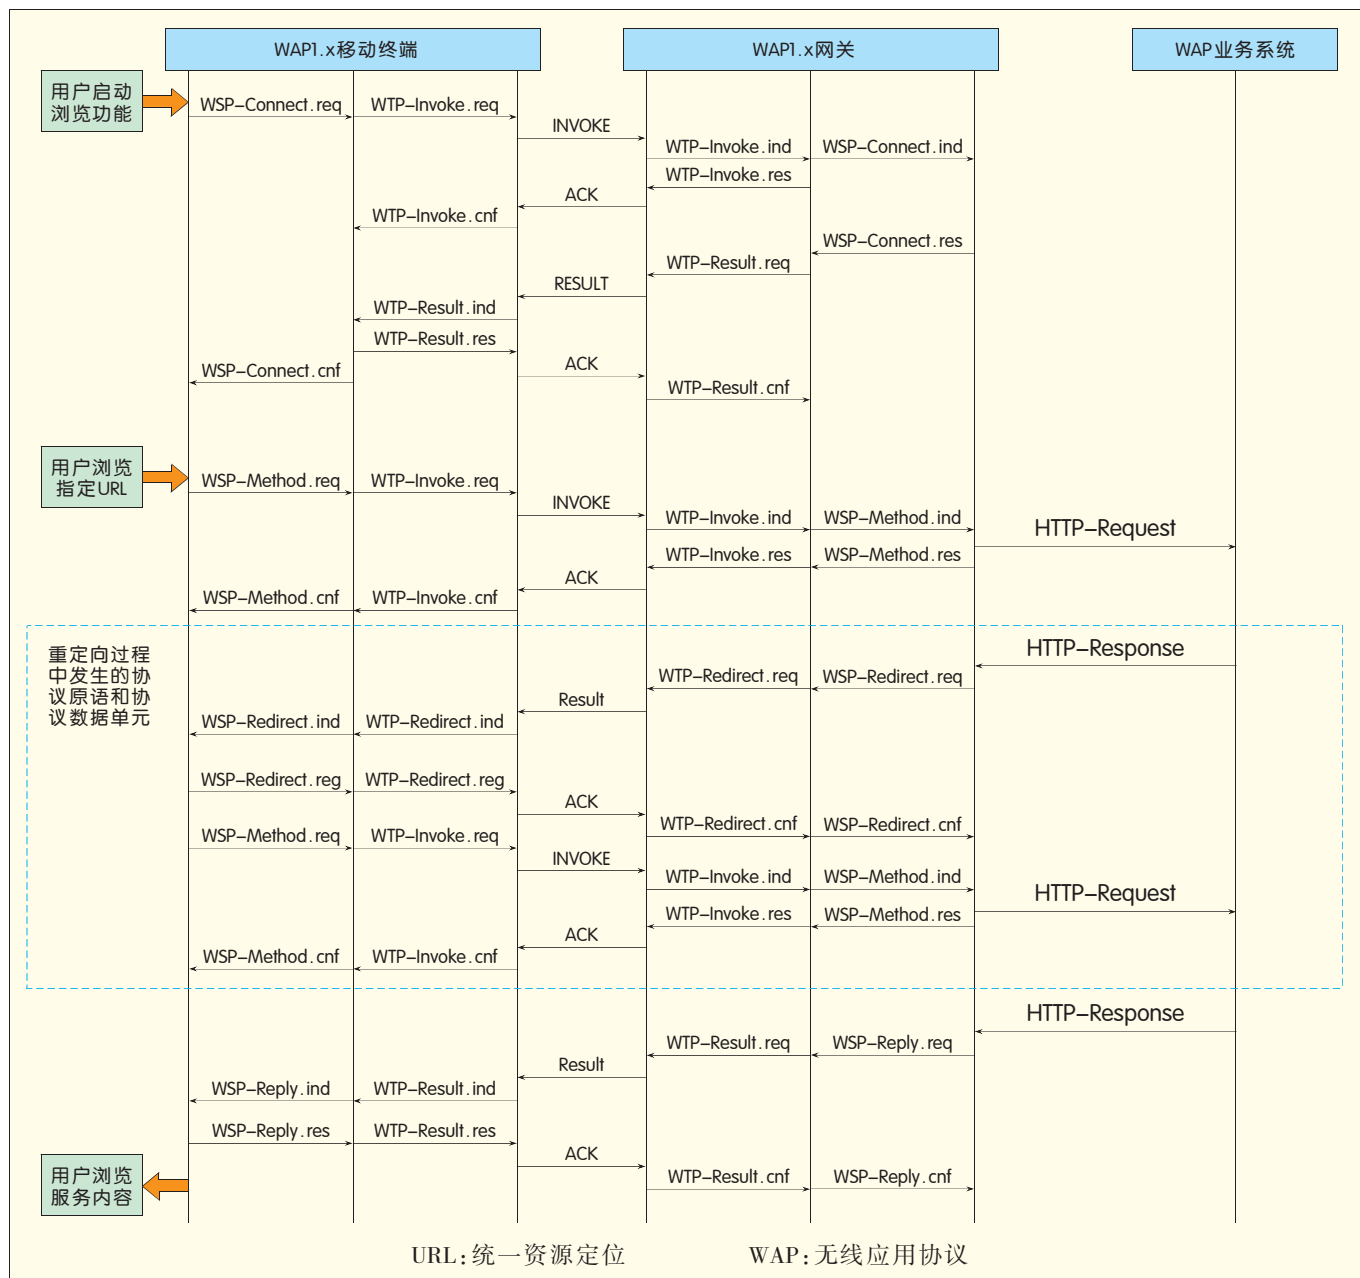 WAP1.x移动终端
WAP1.x网关
WAP业务系统
用户启动
浏览功能
WSP-Connect.req
WTP-Invoke.req
INVOKE
WTP-Invoke.ind
WSP-Connect.ind
WTP-Invoke.res
ACK
WTP-Invoke.cnf
WSP-Connect.res
WTP-Result.req
RESULT
WTP-Result.ind
WTP-Result.res
ACK
WSP-Connect.cnf
WTP-Result.cnf
用户浏览
指定URL
WSP-Method.req
WTP-Invoke.req
INVOKE
WTP-Invoke.ind
WSP-Method.ind
HTTP-Request
WTP-Invoke.res
WSP-Method.res
ACK
WSP-Method.cnf
WTP-Invoke.cnf
重定向过程
中发生的协
议原语和协
议数据单元
HTTP-Response
WTP-Redirect.req
WSP-Redirect.req
Result
WSP-Redirect.ind
WTP-Redirect.ind
WSP-Redirect.reg
WTP-Redirect.reg
ACK
WTP-Redirect.cnf
WSP-Redirect.cnf
WSP-Method.req
WTP-Invoke.req
INVOKE
WTP-Invoke.ind
WSP-Method.ind
HTTP-Request
WTP-Invoke.res
WSP-Method.res
ACK
WSP-Method.cnf
WTP-Invoke.cnf
HTTP-Response
WTP-Result.req
WSP-Reply.req
Result
WSP-Reply.ind
WTP-Result.ind
WSP-Reply.res
WTP-Result.res
ACK
WTP-Result.cnf
WSP-Reply.cnf
用户浏览
服务内容
URL:统一资源定位
WAP:无线应用协议